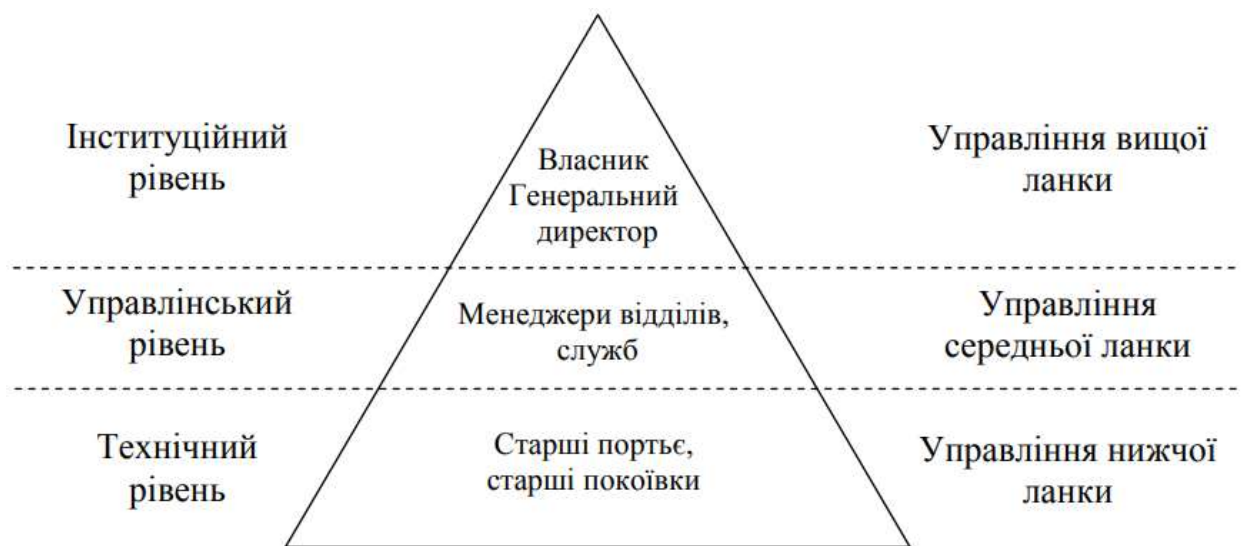 Інституційний
рівень
Власник
Генеральний
директор
Управління вищої
ланки
Управлінський
рівень
Менеджери відділів,
служб
Управління
середньої ланки
Технічний
рівень
Старші портьє,
старші покоївки
Управління нижчої
ланки